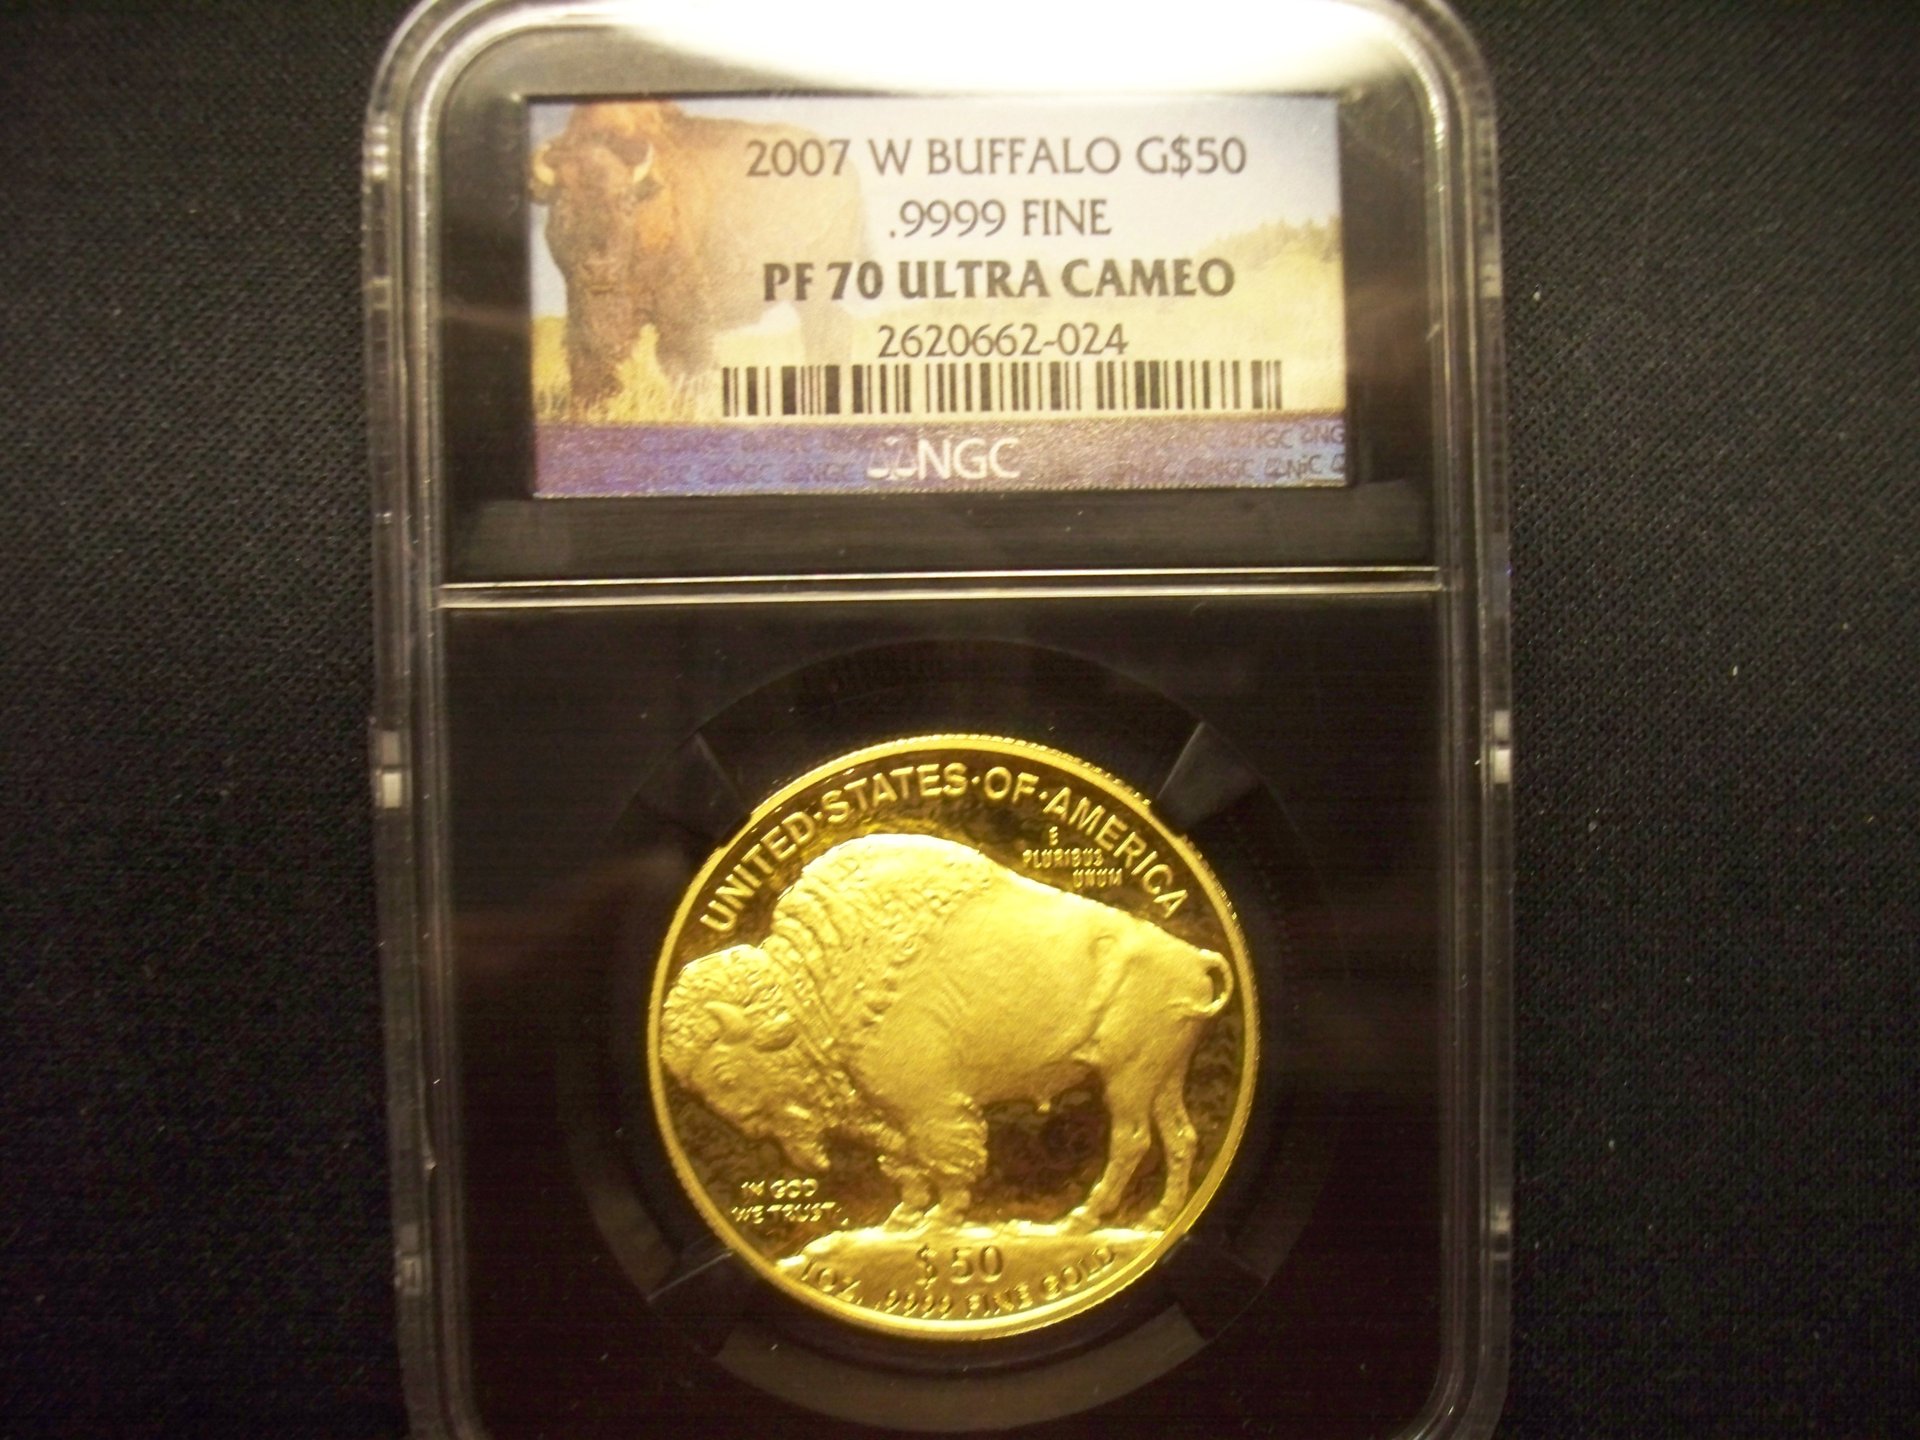 2007 W BUFFALO G$50
.9999 FINE
PF 70 ULTRA CAMEO
2620662-024
NGC
UNITED·STATES·OF·AMERICA
E
PLURIBUS
UNUM
IN GOD
WE TRUST
$50
1 OZ. .9999 FINE GOLD